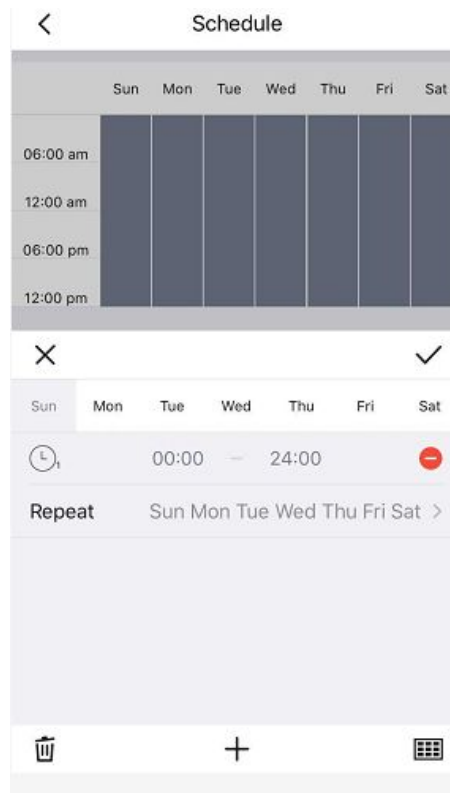 Schedule
Sun Mon Tue Wed Thu Fri Sat
06:00 am
12:00 am
06:00 pm
12:00 pm
Sun Mon Tue Wed Thu Fri Sat
1 00:00 – 24:00
Repeat Sun Mon Tue Wed Thu Fri Sat >